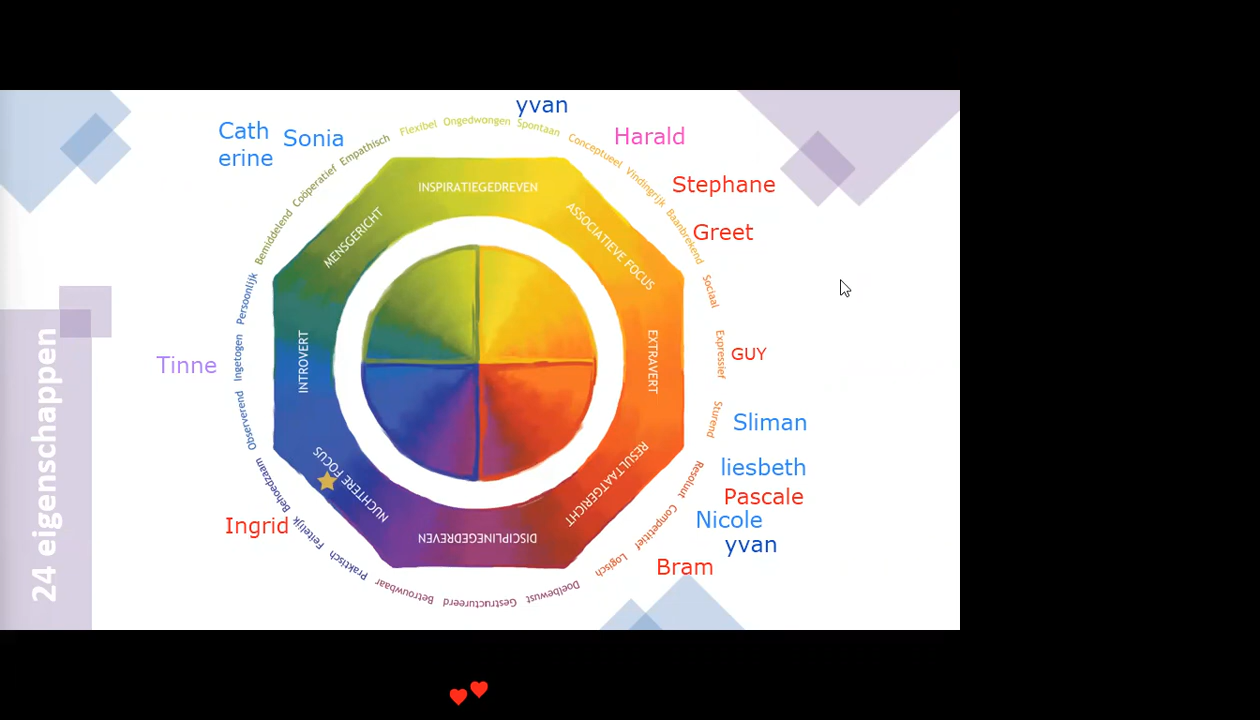 24 eigenschappen
yvan
Cath
erine
Sonia
Harald
Stephane
Greet
GUY
Sliman
liesbeth
Pascale
Nicole
yvan
Bram
Ingrid
Tinne
Flexibel
Ongedwongen
Spontaan
Conceptueel
Vindingrijk
Baanbrekend
Sociaal
Expressief
Sturend
Resoluut
Competitief
Logisch
Doelbewust
Gestructureerd
Betrouwbaar
Praktisch
Feitelijk
Behoedzaam
Observerend
Ingetogen
Persoonlijk
Bemiddelend
Coöperatief
Empathisch
INSPIRATIEGEDREVEN
ASSOCIATIEVE FOCUS
EXTRAVERT
RESULTAATGERICHT
DISCIPLINEGEDREVEN
NUCHTERE FOCUS
INTROVERT
MENSGERICHT